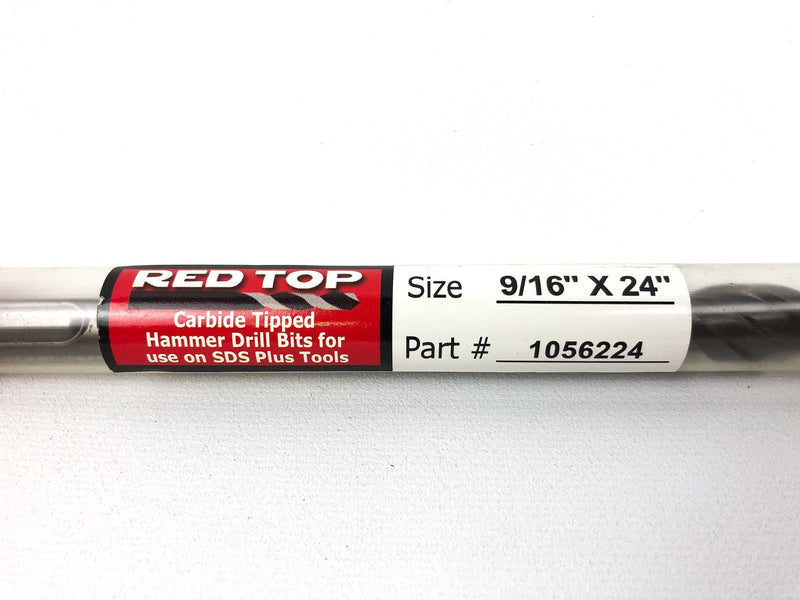 RED TOP
Carbide Tipped
Hammer Drill Bits for
use on SDS Plus Tools
Size 9/16" X 24"
Part # 1056224